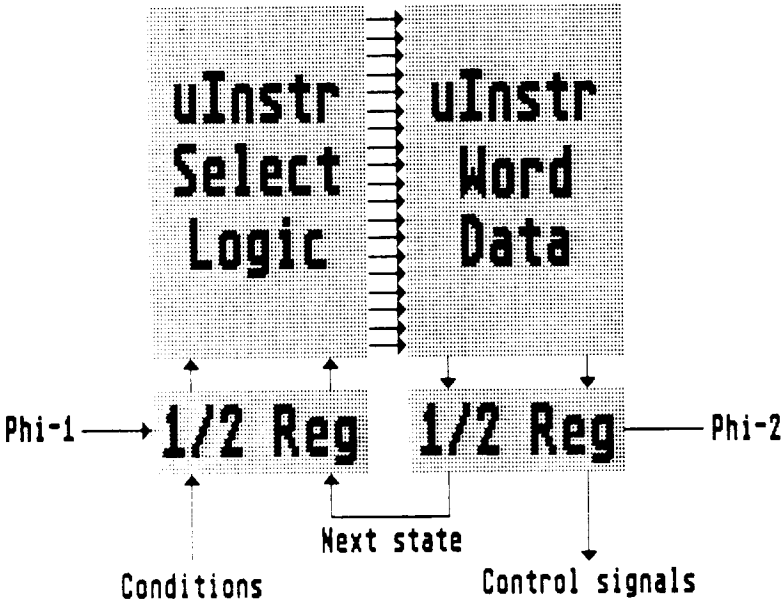 uInstr
Select
Logic
uInstr
Word
Data
Phi-1
1/2 Reg
1/2 Reg
Phi-2
Next state
Conditions
Control signals